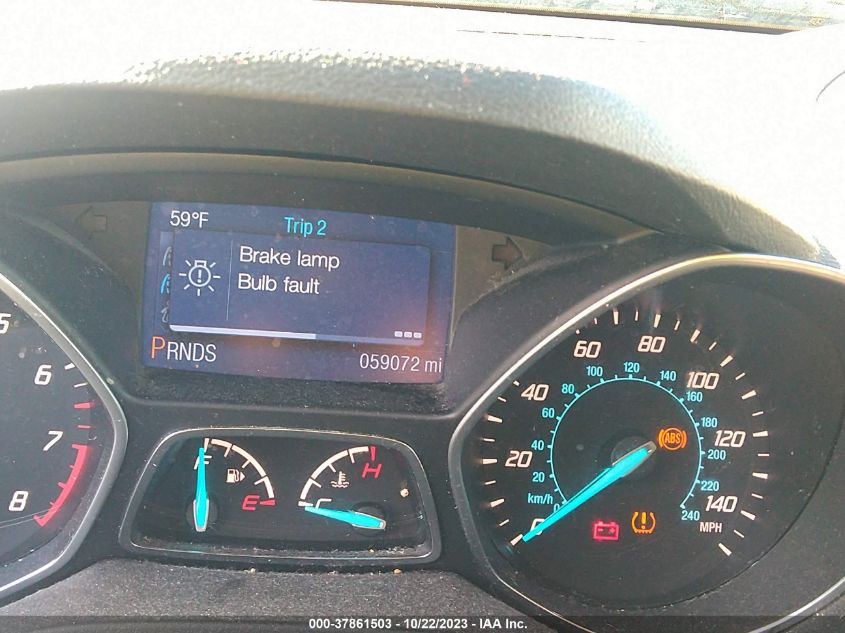 59°F
Trip 2
Brake lamp
Bulb fault
PRNDS
059072 mi
5
6
7
8
F
E
C
H
0
20
40
60
80
100
120
140
MPH
km/h
0
20
40
60
80
100
120
140
160
180
200
220
240
ABS
000-37861503 - 10/22/2023 - IAA Inc.